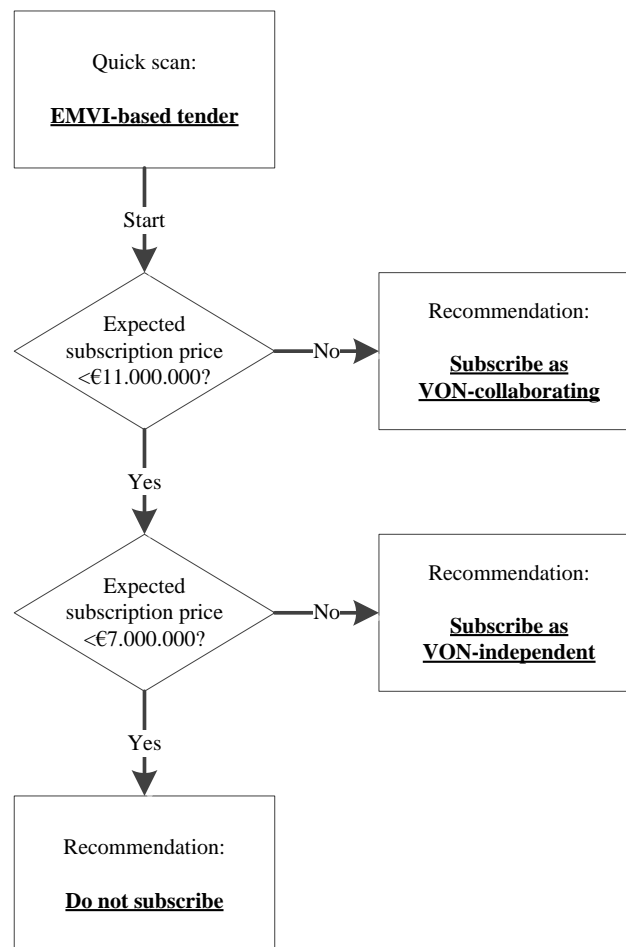 Quick scan:
EMVI-based tender
Start
Expected
subscription price
<€11.000.000?
No
Recommendation:
Subscribe as
VON-collaborating
Yes
Expected
subscription price
<€7.000.000?
No
Recommendation:
Subscribe as
VON-independent
Yes
Recommendation:
Do not subscribe